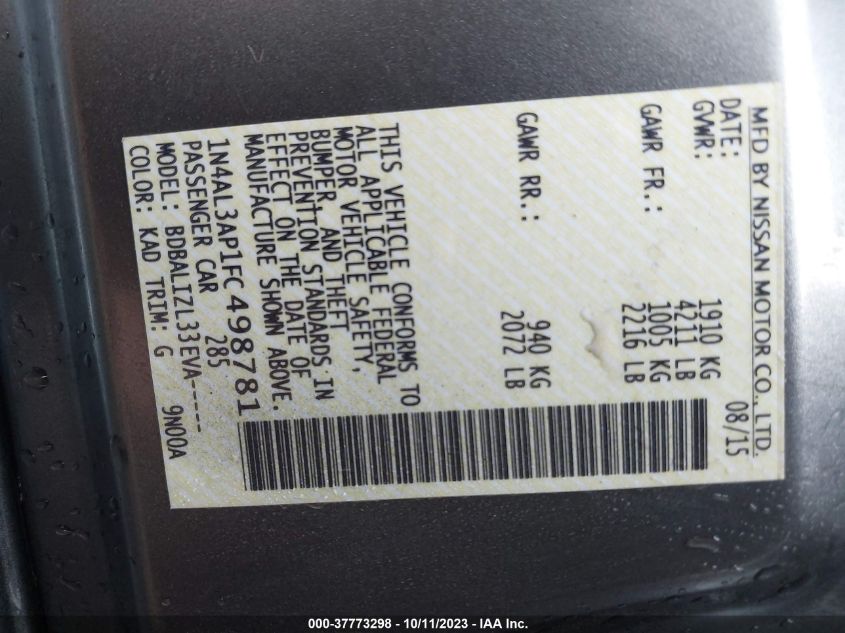 MFD BY NISSAN MOTOR CO., LTD.
DATE: 08/15
GVWR: 1910 KG
4211 LB
GAWR FR.: 1005 KG
2216 LB
GAWR RR.: 940 KG
2072 LB
THIS VEHICLE CONFORMS TO
ALL APPLICABLE FEDERAL
MOTOR VEHICLE SAFETY,
BUMPER, AND THEFT
PREVENTION STANDARDS IN
EFFECT ON THE DATE OF
MANUFACTURE SHOWN ABOVE.
1N4AL3AP1FC498781
PASSENGER CAR 285
MODEL: BDBALTZL33EVA-----
COLOR: KAD TRIM: G 9N00A
000-37773298 - 10/11/2023 - IAA Inc.